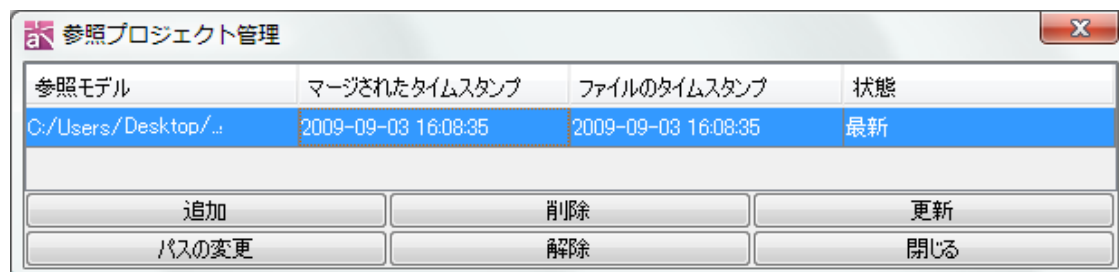 参照プロジェクト管理
参照モデル マージされたタイムスタンプ ファイルのタイムスタンプ 状態
C:/Users/Desktop/..: 2009-09-03 16:08:35 2009-09-03 16:08:35 最新
追加 削除 更新
パスの変更 解除 閉じる